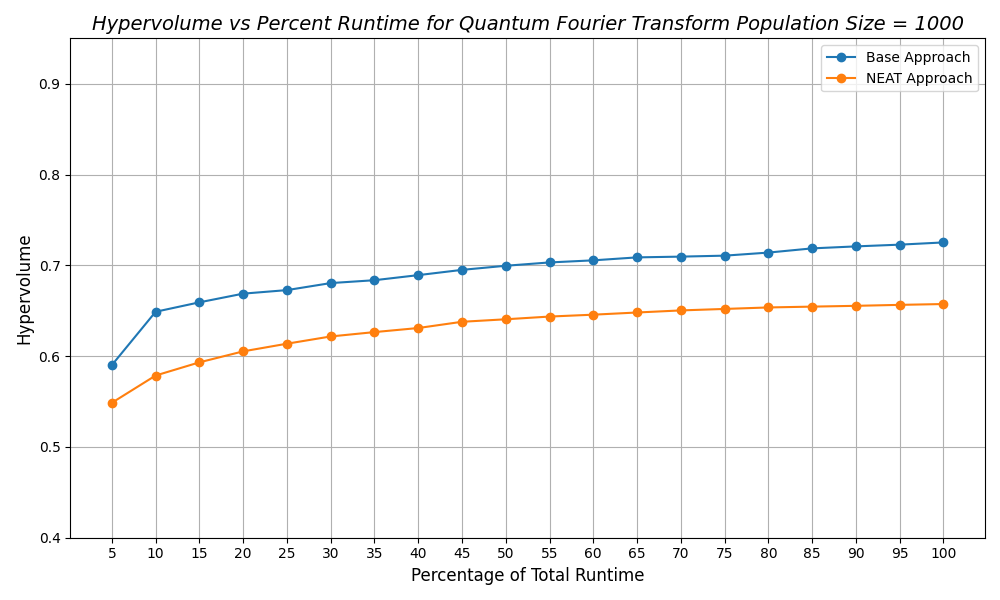 Hypervolume vs Percent Runtime for Quantum Fourier Transform Population Size = 1000
Base Approach
NEAT Approach
Hypervolume
0.9
0.8
0.7
0.6
0.5
0.4
5 10 15 20 25 30 35 40 45 50 55 60 65 70 75 80 85 90 95 100
Percentage of Total Runtime